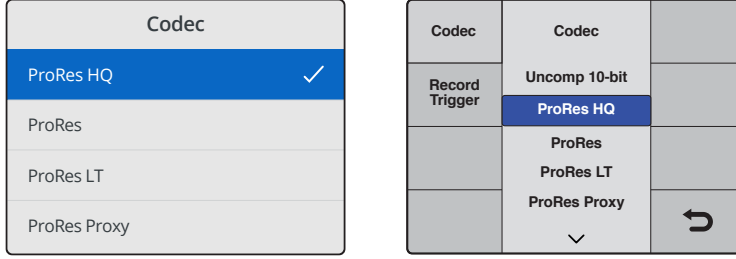 Codec
ProRes HQ
ProRes
ProRes LT
ProRes Proxy
Codec
Record
Trigger
Codec
Uncomp 10-bit
ProRes HQ
ProRes
ProRes LT
ProRes Proxy